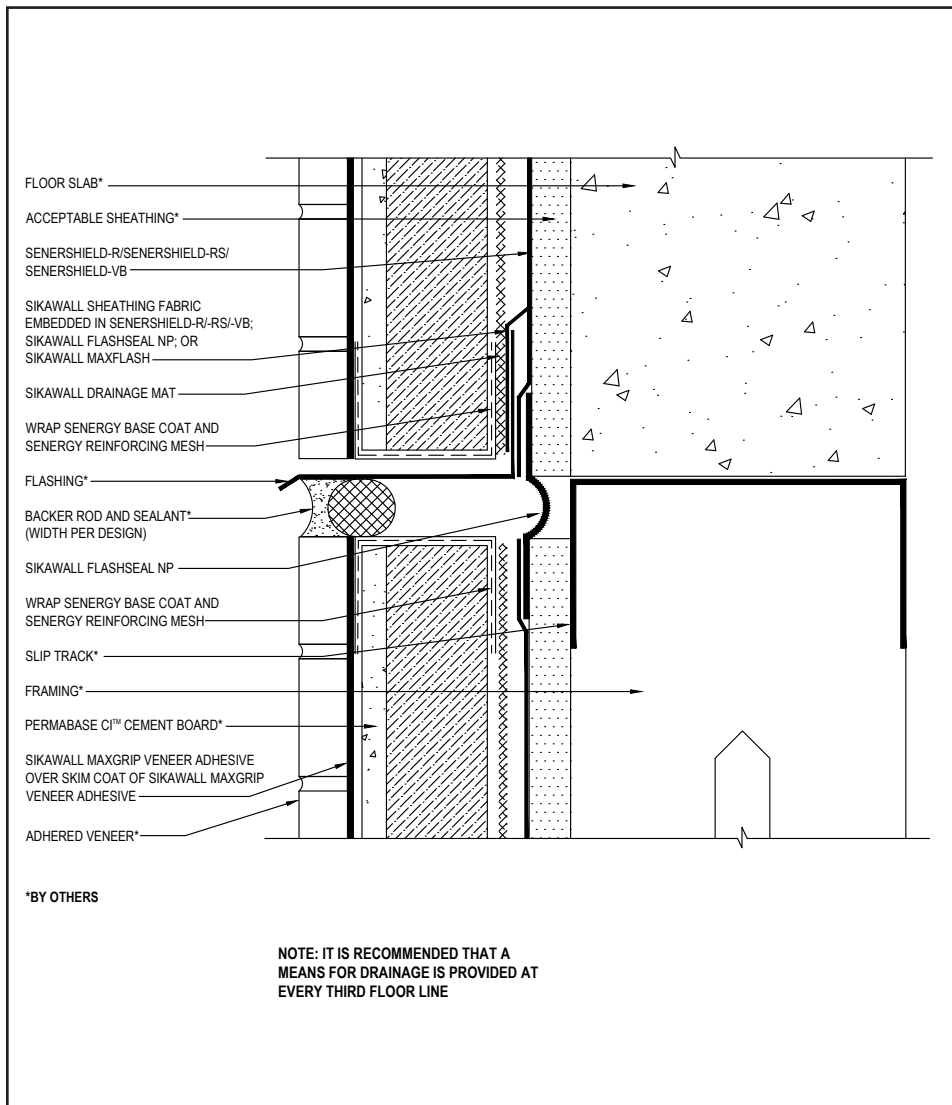 FLOOR SLAB*
ACCEPTABLE SHEATHING*
SENERSHIELD-R/SENERSHIELD-RS/
SENERSHIELD-VB
SIKAWALL SHEATHING FABRIC
EMBEDDED IN SENERSHIELD-R/-RS/-VB;
SIKAWALL FLASHSEAL NP; OR
SIKAWALL MAXFLASH
SIKAWALL DRAINAGE MAT
WRAP SENERGY BASE COAT AND
SENERGY REINFORCING MESH
FLASHING*
BACKER ROD AND SEALANT*
(WIDTH PER DESIGN)
SIKAWALL FLASHSEAL NP
WRAP SENERGY BASE COAT AND
SENERGY REINFORCING MESH
SLIP TRACK*
FRAMING*
PERMABASE CI™ CEMENT BOARD*
SIKAWALL MAXGRIP VENEER ADHESIVE
OVER SKIM COAT OF SIKAWALL MAXGRIP
VENEER ADHESIVE
ADHERED VENEER*
*BY OTHERS
NOTE: IT IS RECOMMENDED THAT A
MEANS FOR DRAINAGE IS PROVIDED AT
EVERY THIRD FLOOR LINE